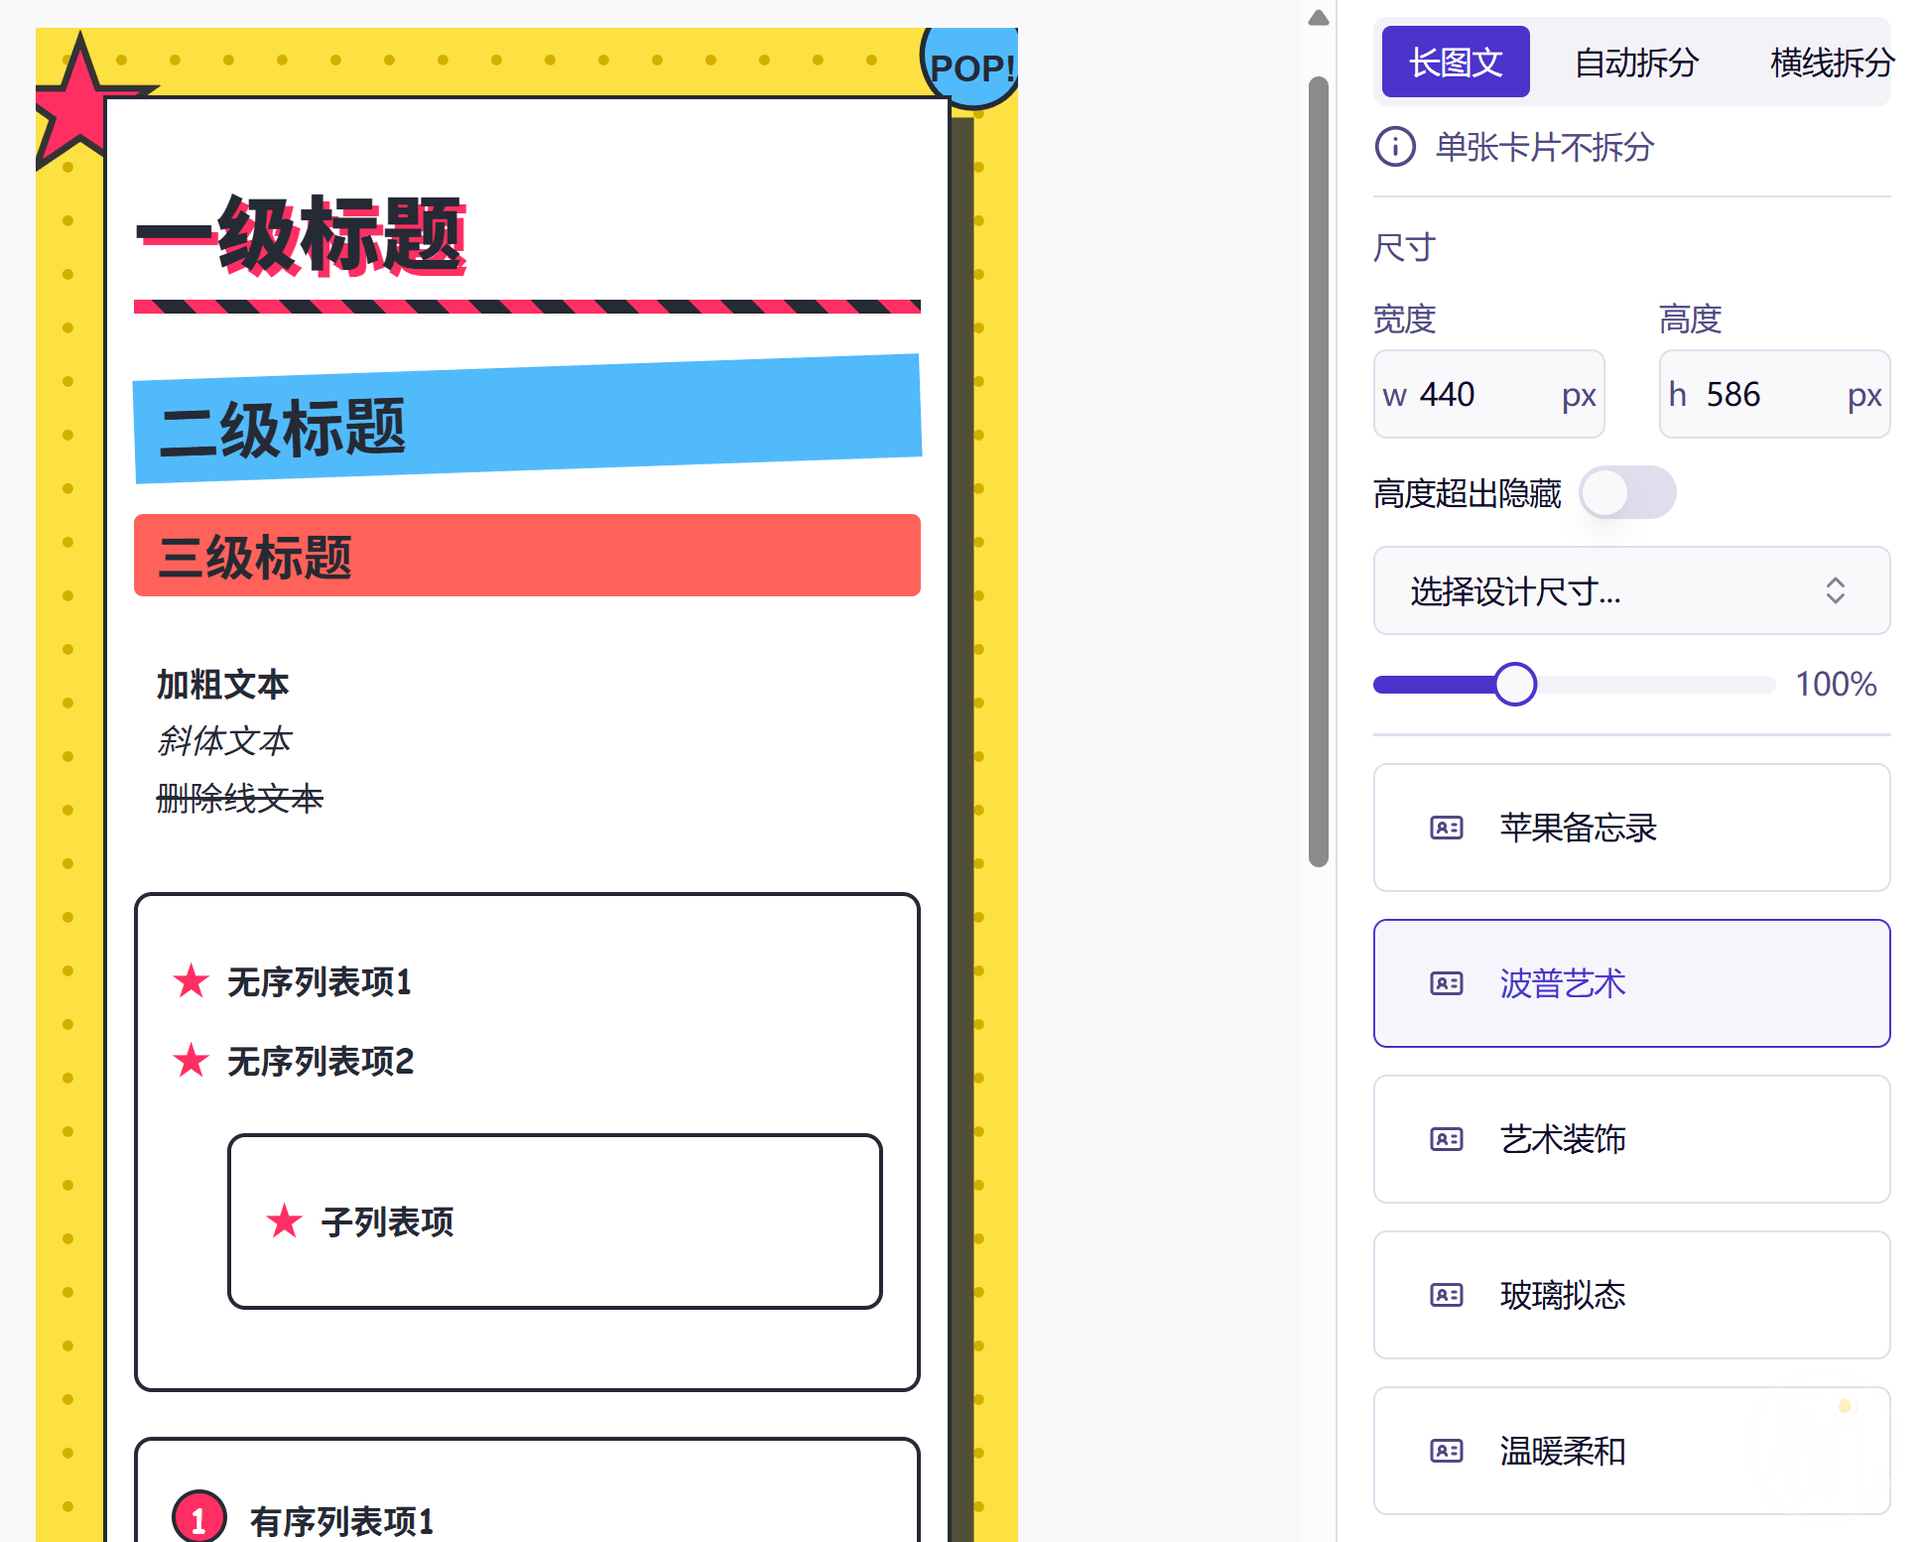 POP!
一级标题
二级标题
三级标题
加粗文本
斜体文本
删除线文本
无序列表项1
无序列表项2
子列表项
1 有序列表项1
长图文 自动拆分 横线拆分
单张卡片不拆分
尺寸
宽度 高度
w 440 px h 586 px
高度超出隐藏
选择设计尺寸...
100%
苹果备忘录
波普艺术
艺术装饰
玻璃拟态
温暖柔和